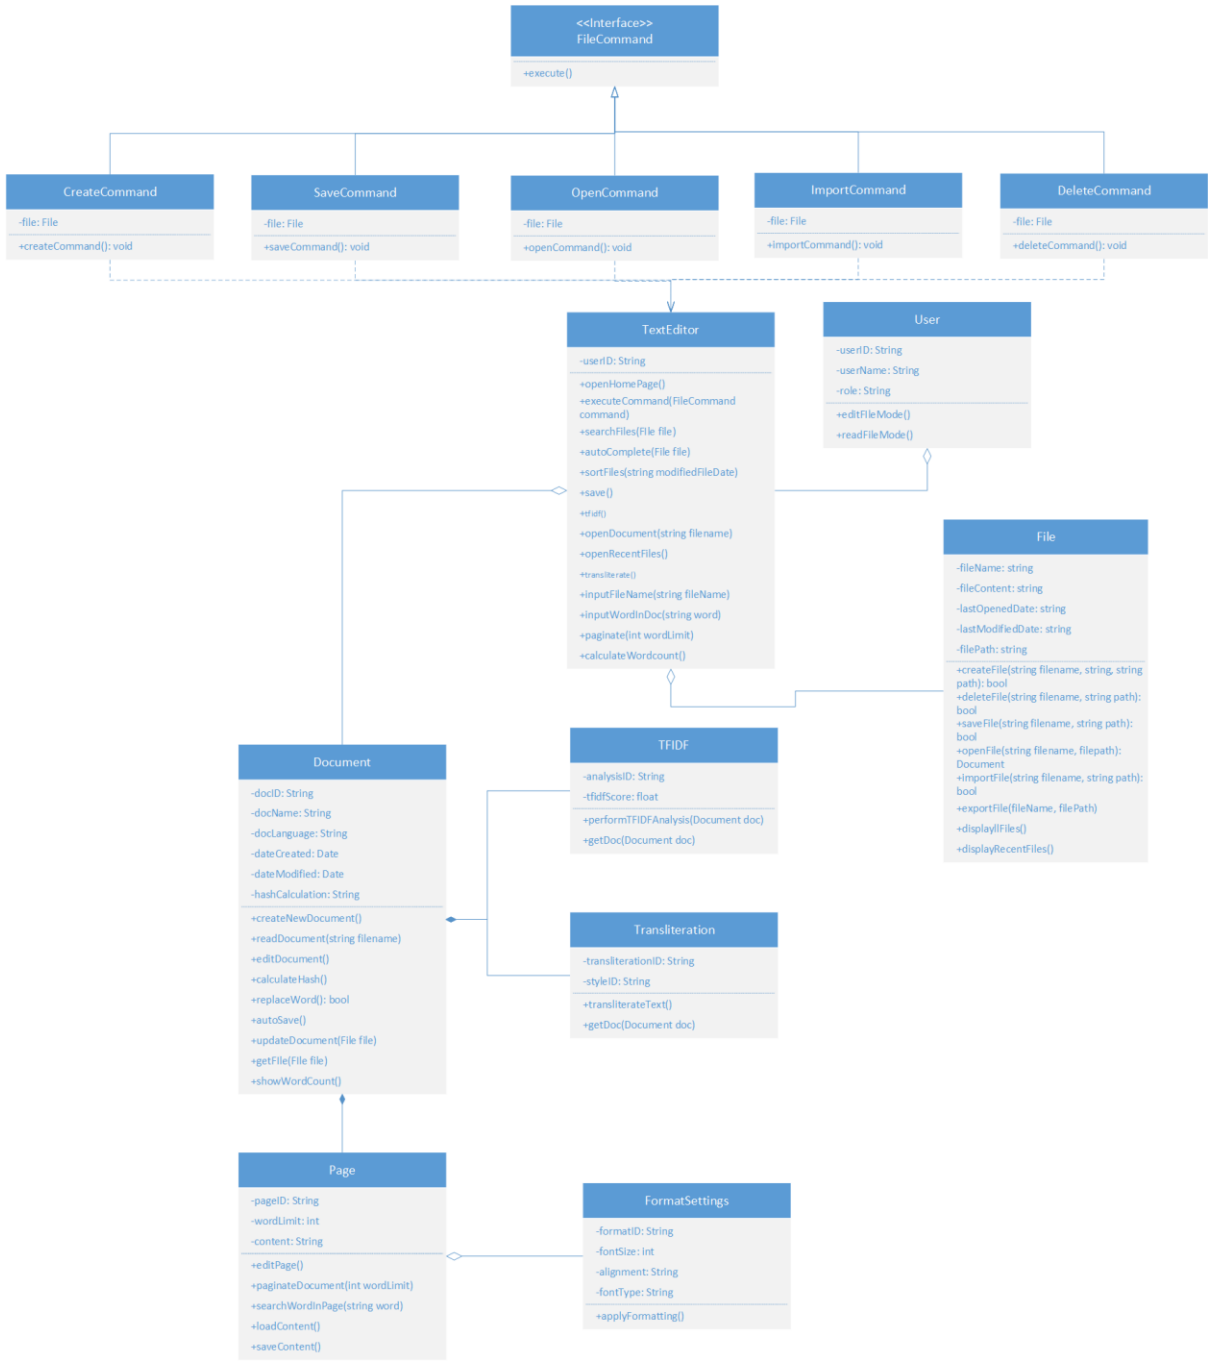 <<Interface>>
FileCommand
+execute()
CreateCommand
-file: File
+createCommand(): void
SaveCommand
-file: File
+saveCommand(): void
OpenCommand
-file: File
+openCommand(): void
ImportCommand
-file: File
+importCommand(): void
DeleteCommand
-file: File
+deleteCommand(): void
TextEditor
-userID: String
+openHomePage()
+executeCommand(FileCommand
command)
+searchFiles(File file)
+autoComplete(File file)
+sortFiles(string modifiedFileDate)
+save()
+tfidf()
+openDocument(string filename)
+openRecentFiles()
+transliterate()
+inputFileName(string fileName)
+inputWordInDoc(string word)
+paginate(int wordLimit)
+calculateWordcount()
User
-userID: String
-userName: String
-role: String
+editFileMode()
+readFileMode()
File
-fileName: string
-fileContent: string
-lastOpenedDate: string
-lastModifiedDate: string
-filePath: string
+createFile(string filename, string, string
path): bool
+deleteFile(string filename, string path):
bool
+saveFile(string filename, string path):
bool
+openFile(string filename, filepath):
Document
+importFile(string filename, string path):
bool
+exportFile(fileName, filePath)
+displayllFiles()
+displayRecentFiles()
Document
-docID: String
-docName: String
-docLanguage: String
-dateCreated: Date
-dateModified: Date
-hashCalculation: String
+createNewDocument()
+readDocument(string filename)
+editDocument()
+calculateHash()
+replaceWord(): bool
+autoSave()
+updateDocument(File file)
+getFile(File file)
+showWordCount()
TFIDF
-analysisID: String
-tfidfScore: float
+performTFIDFAnalysis(Document doc)
+getDoc(Document doc)
Transliteration
-transliterationID: String
-styleID: String
+transliterateText()
+getDoc(Document doc)
Page
-pageID: String
-wordLimit: int
-content: String
+editPage()
+paginateDocument(int wordLimit)
+searchWordInPage(string word)
+loadContent()
+saveContent()
FormatSettings
-formatID: String
-fontSize: int
-alignment: String
-fontType: String
+applyFormatting()